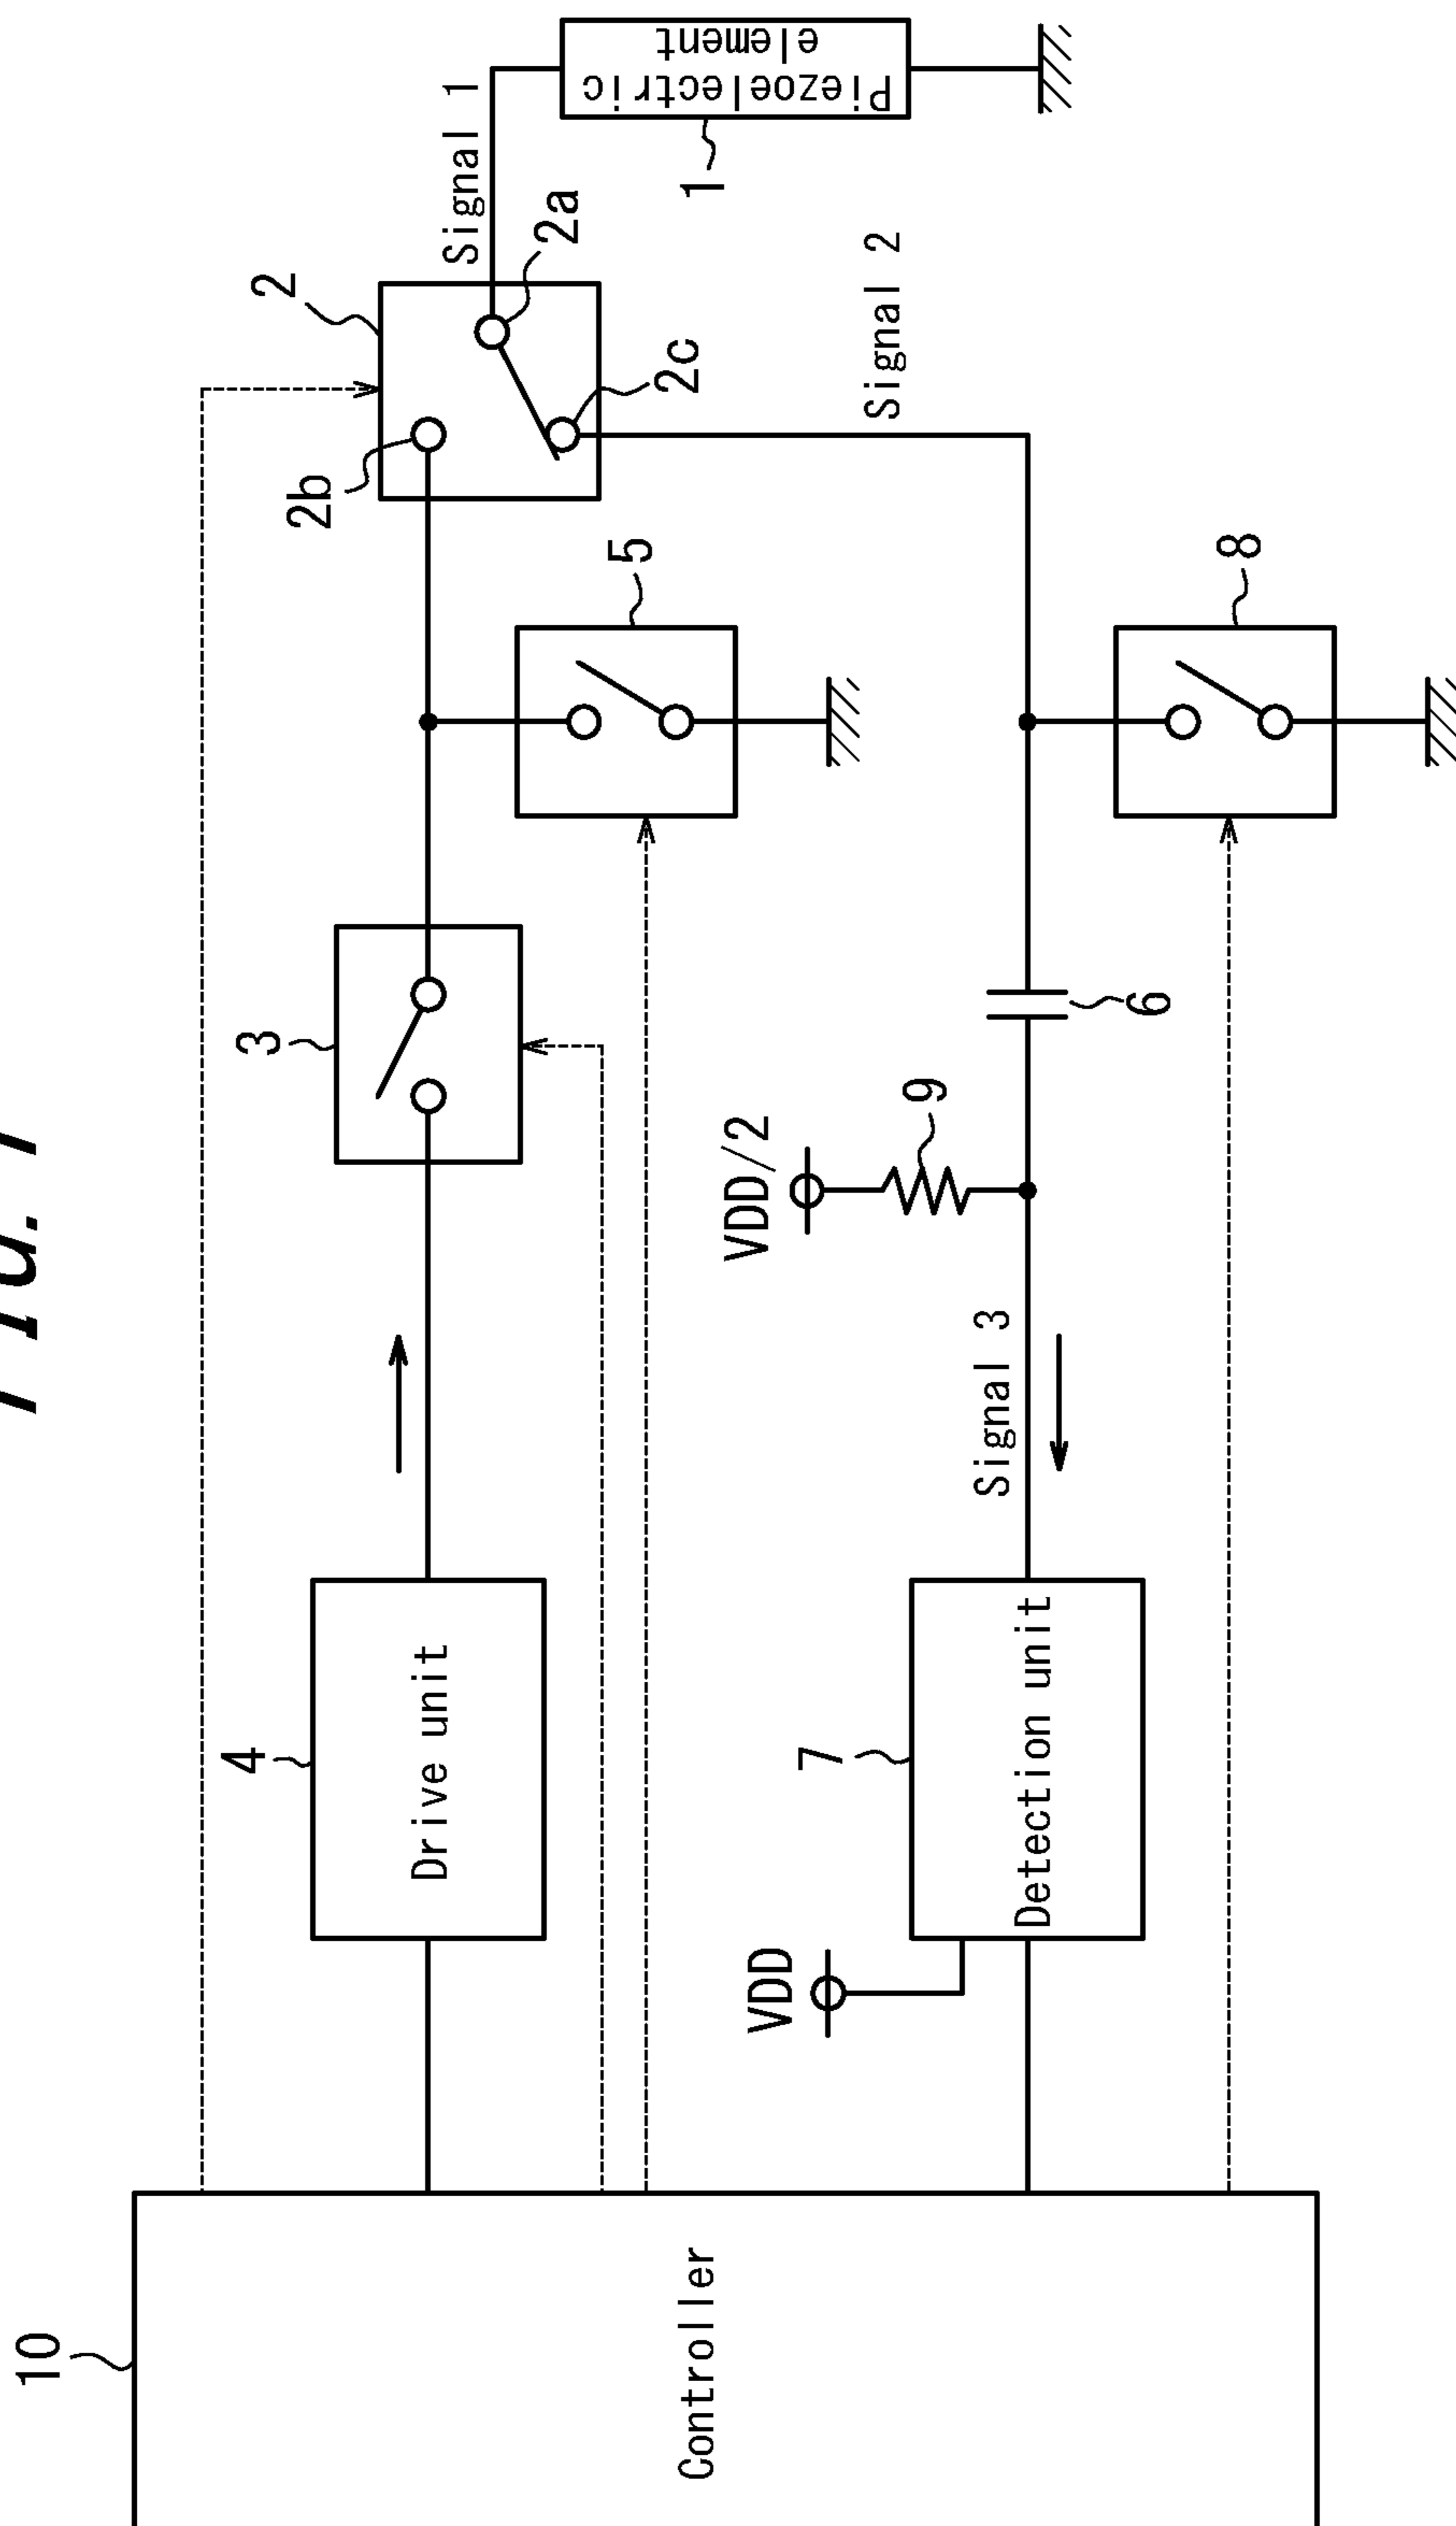 FIG. 1
10
Controller
4
Drive unit
3
2
2b
2a
2c
Signal 1
Piezoelectric
element
1
5
Signal 2
VDD
7
Detection unit
Signal 3
VDD/2
9
6
8